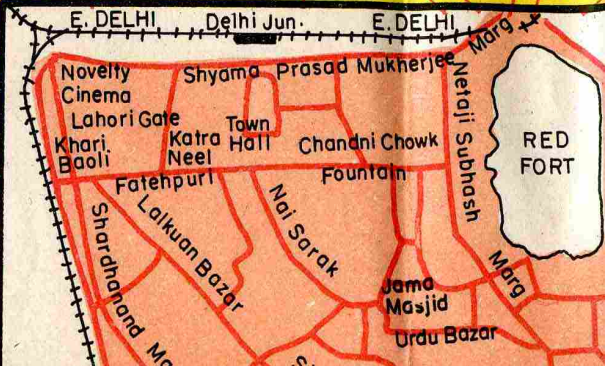 E. DELHI
Delhi Jun.
E. DELHI
Marg
Novelty
Cinema
Shyama Prasad Mukherjee
Lahori Gate
Khari
Baoli
Katra
Neel
Town
Hall
Chandni Chowk
Netaji Subhash
Marg
RED
FORT
Fatehpuri
Fountain
Lalkuan Bazar
Nai Sarak
Shardhanand
Jama
Masjid
Urdu Bazar